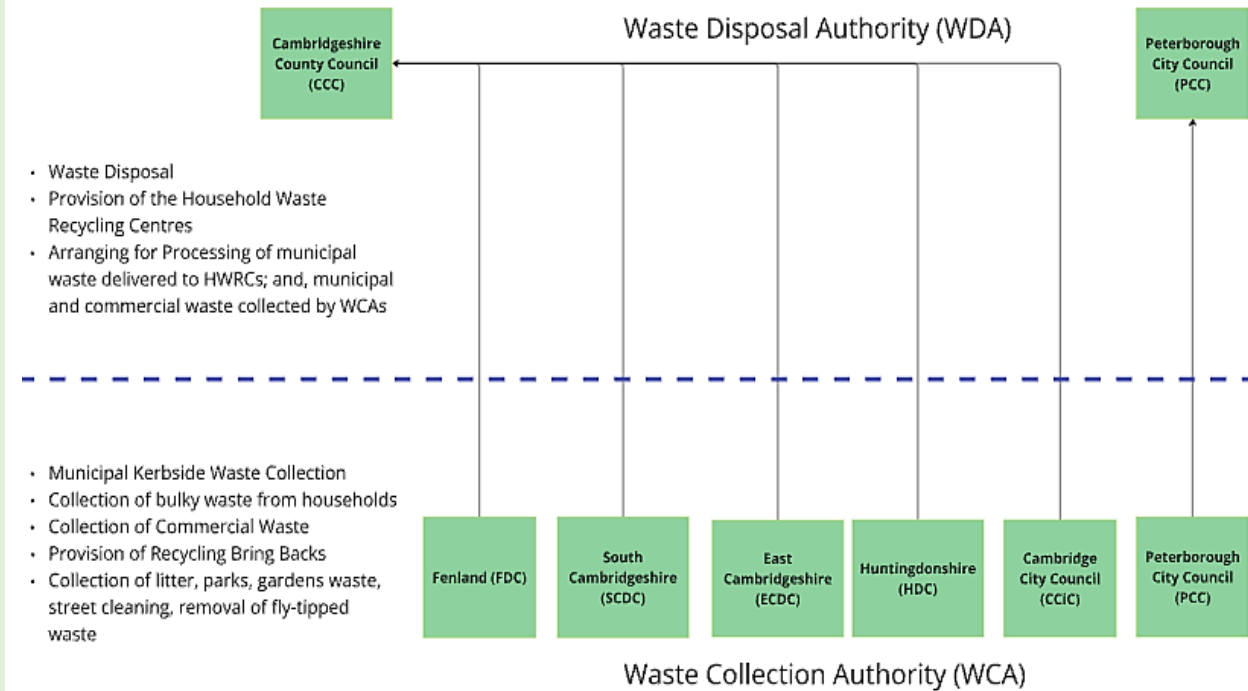 Waste Disposal Authority (WDA)
Cambridgeshire
County Council
(CCC)
Peterborough
City Council
(PCC)
• Waste Disposal
• Provision of the Household Waste
Recycling Centres
• Arranging for Processing of municipal
waste delivered to HWRCs; and, municipal
and commercial waste collected by WCAs
• Municipal Kerbside Waste Collection
• Collection of bulky waste from households
• Collection of Commercial Waste
• Provision of Recycling Bring Backs
• Collection of litter, parks, gardens waste,
street cleaning, removal of fly-tipped
waste
Fenland (FDC)
South
Cambridgeshire
(SCDC)
East
Cambridgeshire
(ECDC)
Huntingdonshire
(HDC)
Cambridge
City Council
(CCiC)
Peterborough
City Council
(PCC)
Waste Collection Authority (WCA)